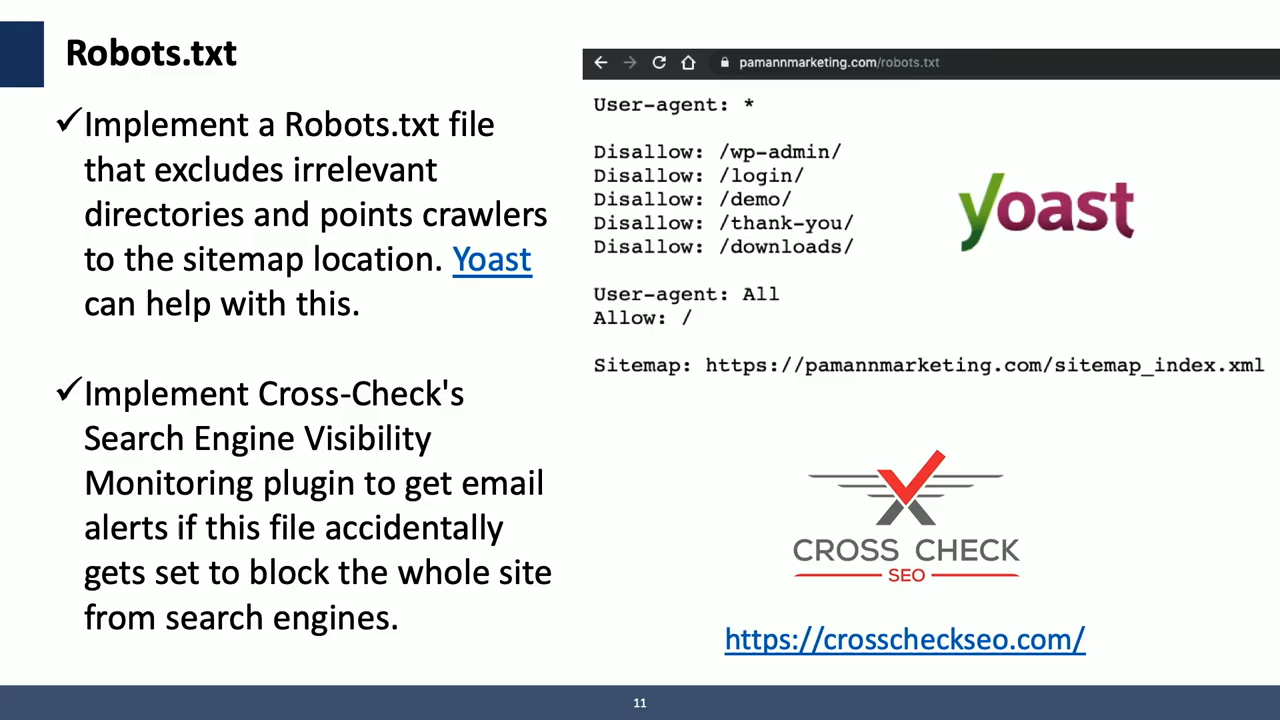 Robots.txt
✓Implement a Robots.txt file
that excludes irrelevant
directories and points crawlers
to the sitemap location. Yoast
can help with this.
✓Implement Cross-Check's
Search Engine Visibility
Monitoring plugin to get email
alerts if this file accidentally
gets set to block the whole site
from search engines.
pamannmarketing.com/robots.txt
User-agent: *
Disallow: /wp-admin/
Disallow: /login/
Disallow: /demo/
Disallow: /thank-you/
Disallow: /downloads/
User-agent: All
Allow: /
Sitemap: https://pamannmarketing.com/sitemap_index.xml
yoast
CROSS CHECK
SEO
https://crosscheckseo.com/
11